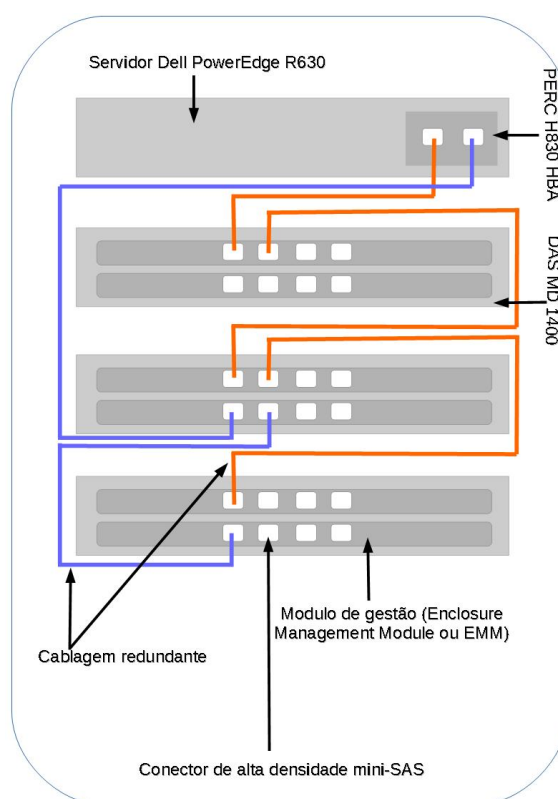 Servidor Dell PowerEdge R630
PERC H830 HBA
DAS MD 1400
Modulo de gestão (Enclosure
Management Module ou EMM)
Cablagem redundante
Conector de alta densidade mini-SAS